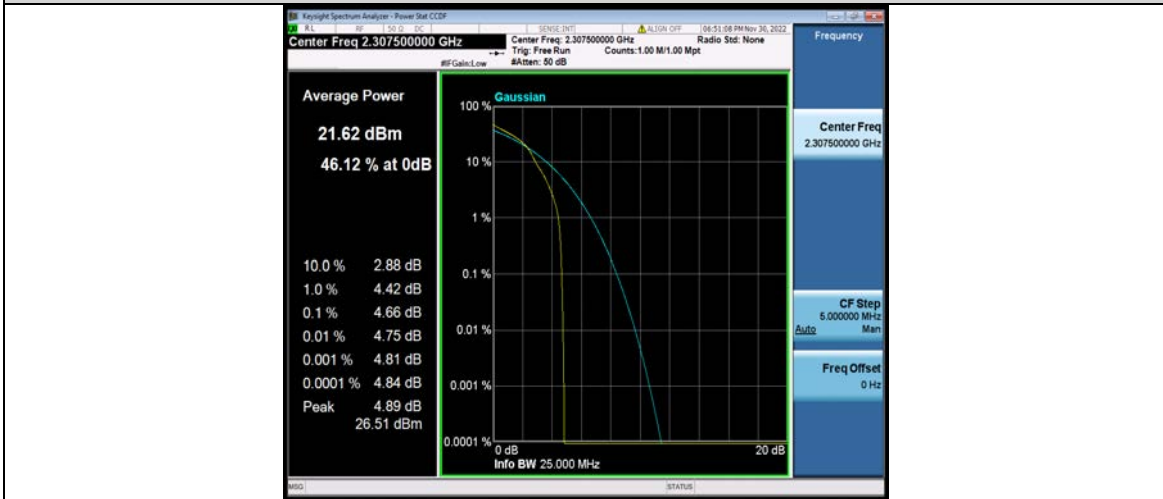 Keysight Spectrum Analyzer - Power Stat CCDF
RL RF 50 Ω DC SENSE:INT ALIGN OFF 06:51:08 PM Nov 30, 2022
Center Freq 2.307500000 GHz
Center Freq: 2.307500000 GHz Radio Std: None
Trig: Free Run Counts:1.00 M/1.00 Mpt
#IFGain:Low #Atten: 50 dB
Frequency
Average Power
21.62 dBm
46.12 % at 0dB
10.0 % 2.88 dB
1.0 % 4.42 dB
0.1 % 4.66 dB
0.01 % 4.75 dB
0.001 % 4.81 dB
0.0001 % 4.84 dB
Peak 4.89 dB
26.51 dBm
Gaussian
100 %
10 %
1 %
0.1 %
0.01 %
0.001 %
0.0001 %
0 dB 20 dB
Info BW 25.000 MHz
Center Freq
2.307500000 GHz
CF Step
5.000000 MHz
Auto Man
Freq Offset
0 Hz
MSG STATUS